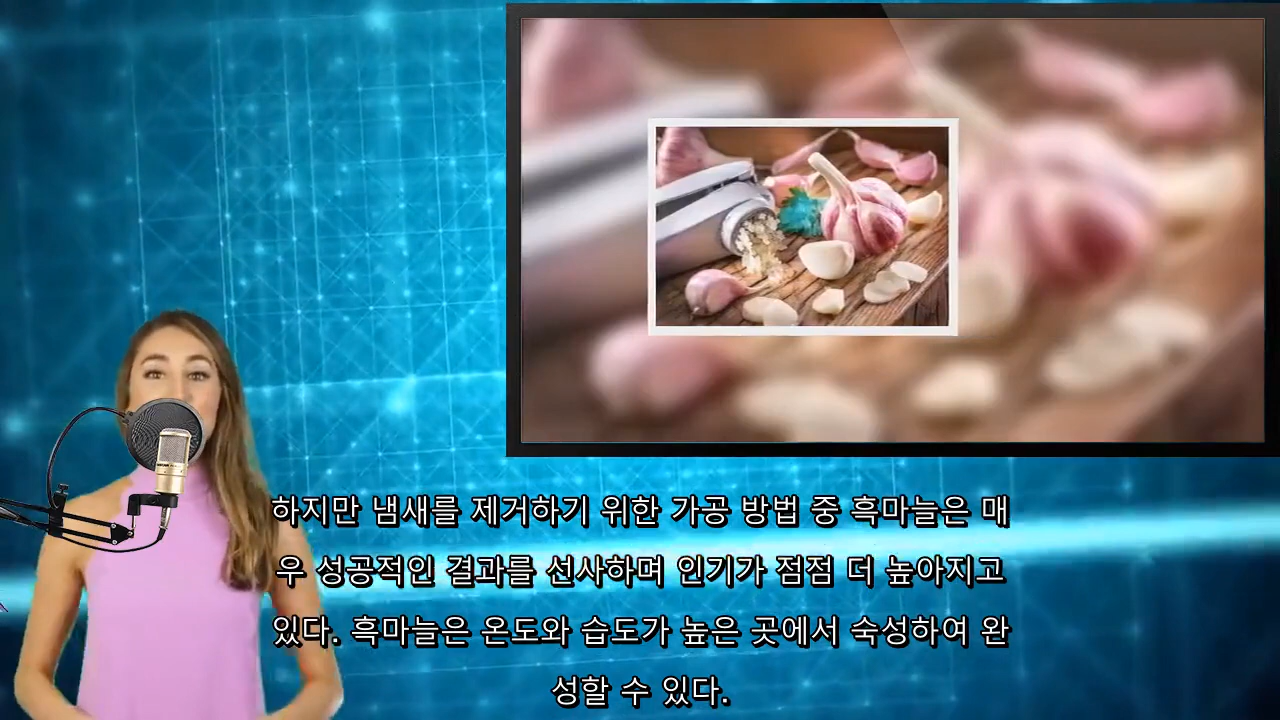 하지만 냄새를 제거하기 위한 가공 방법 중 흑마늘은 매
우 성공적인 결과를 선사하며 인기가 점점 더 높아지고
있다. 흑마늘은 온도와 습도가 높은 곳에서 숙성하여 완
성할 수 있다.